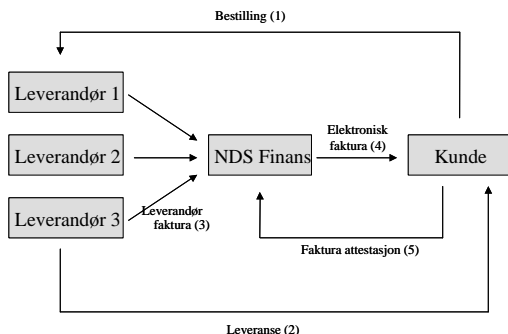 Bestilling (1)
Leverandør 1
Leverandør 2
Leverandør 3
NDS Finans
Elektronisk
faktura (4)
Kunde
Leverandør
faktura (3)
Faktura attestasjon (5)
Leveranse (2)